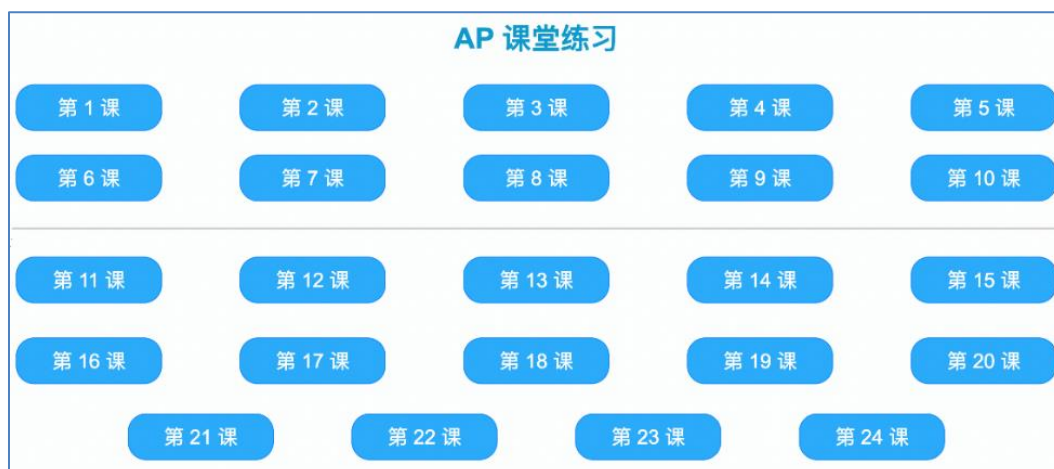 AP 课堂练习
第 1 课 第 2 课 第 3 课 第 4 课 第 5 课
第 6 课 第 7 课 第 8 课 第 9 课 第 10 课
第 11 课 第 12 课 第 13 课 第 14 课 第 15 课
第 16 课 第 17 课 第 18 课 第 19 课 第 20 课
第 21 课 第 22 课 第 23 课 第 24 课